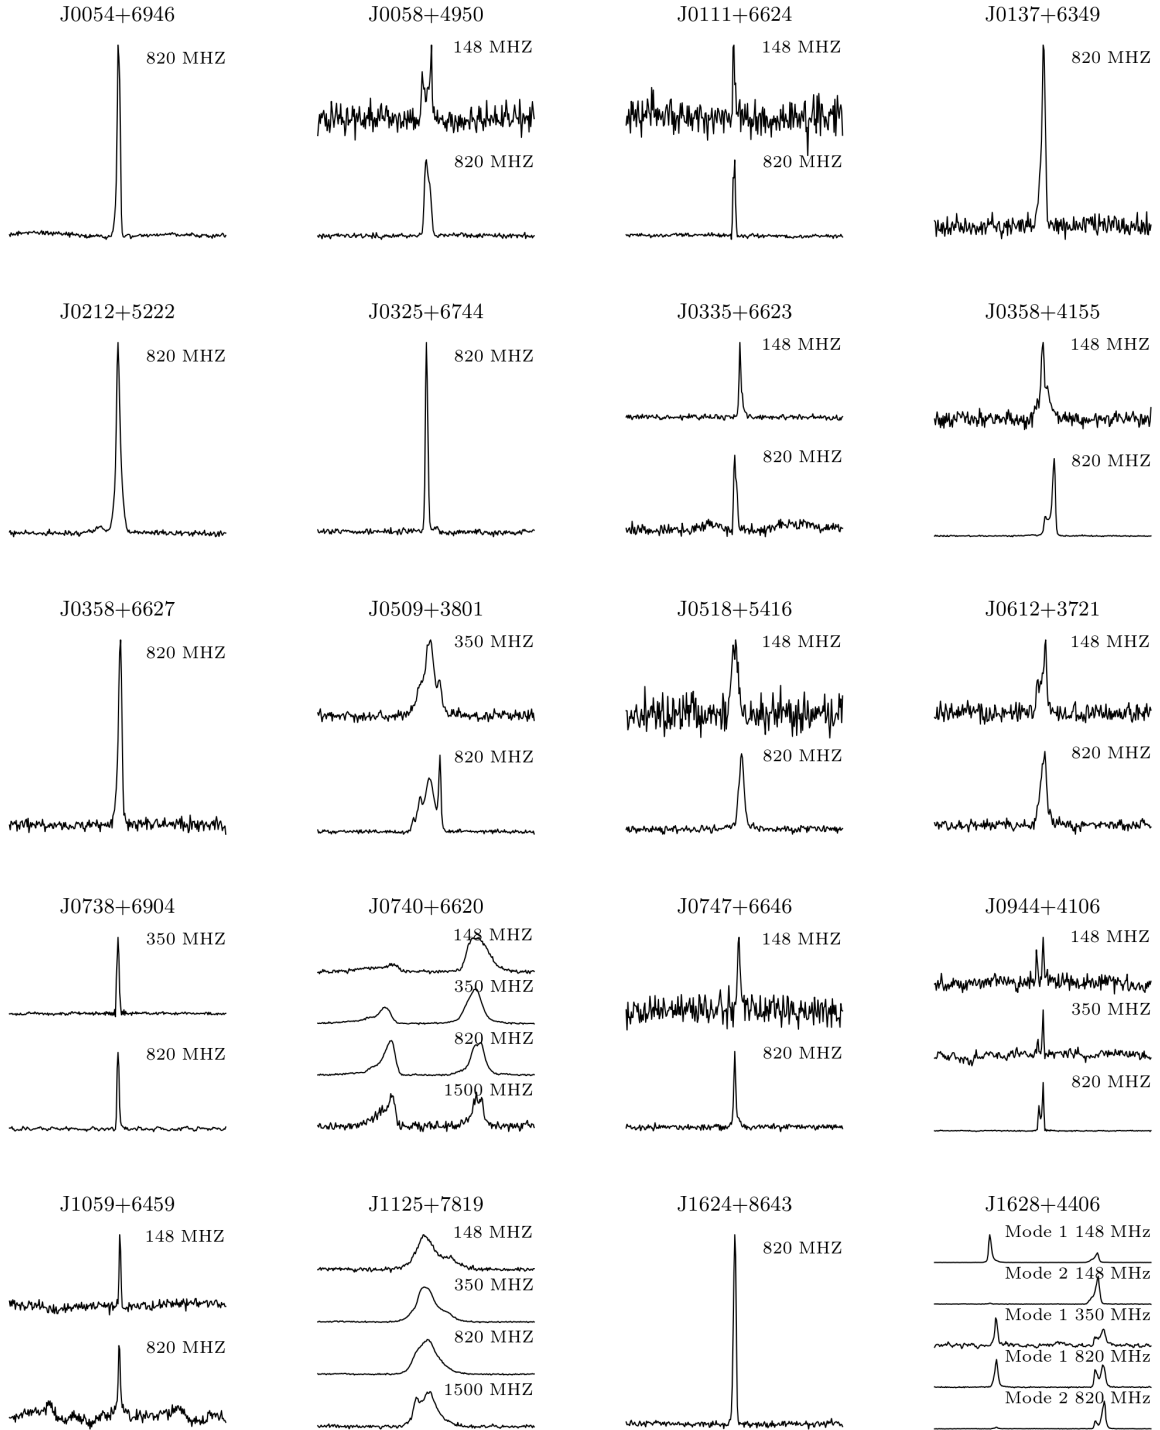 J0054+6946
820 MHZ
J0058+4950
148 MHZ
820 MHZ
J0111+6624
148 MHZ
820 MHZ
J0137+6349
820 MHZ
J0212+5222
820 MHZ
J0325+6744
820 MHZ
J0335+6623
148 MHZ
820 MHZ
J0358+4155
148 MHZ
820 MHZ
J0358+6627
820 MHZ
J0509+3801
350 MHZ
820 MHZ
J0518+5416
148 MHZ
820 MHZ
J0612+3721
148 MHZ
820 MHZ
J0738+6904
350 MHZ
820 MHZ
J0740+6620
148 MHZ
350 MHZ
820 MHZ
1500 MHZ
J0747+6646
148 MHZ
820 MHZ
J0944+4106
148 MHZ
350 MHZ
820 MHZ
J1059+6459
148 MHZ
820 MHZ
J1125+7819
148 MHZ
350 MHZ
820 MHZ
1500 MHZ
J1624+8643
820 MHZ
J1628+4406
Mode 1 148 MHz
Mode 2 148 MHz
Mode 1 350 MHz
Mode 1 820 MHz
Mode 2 820 MHz